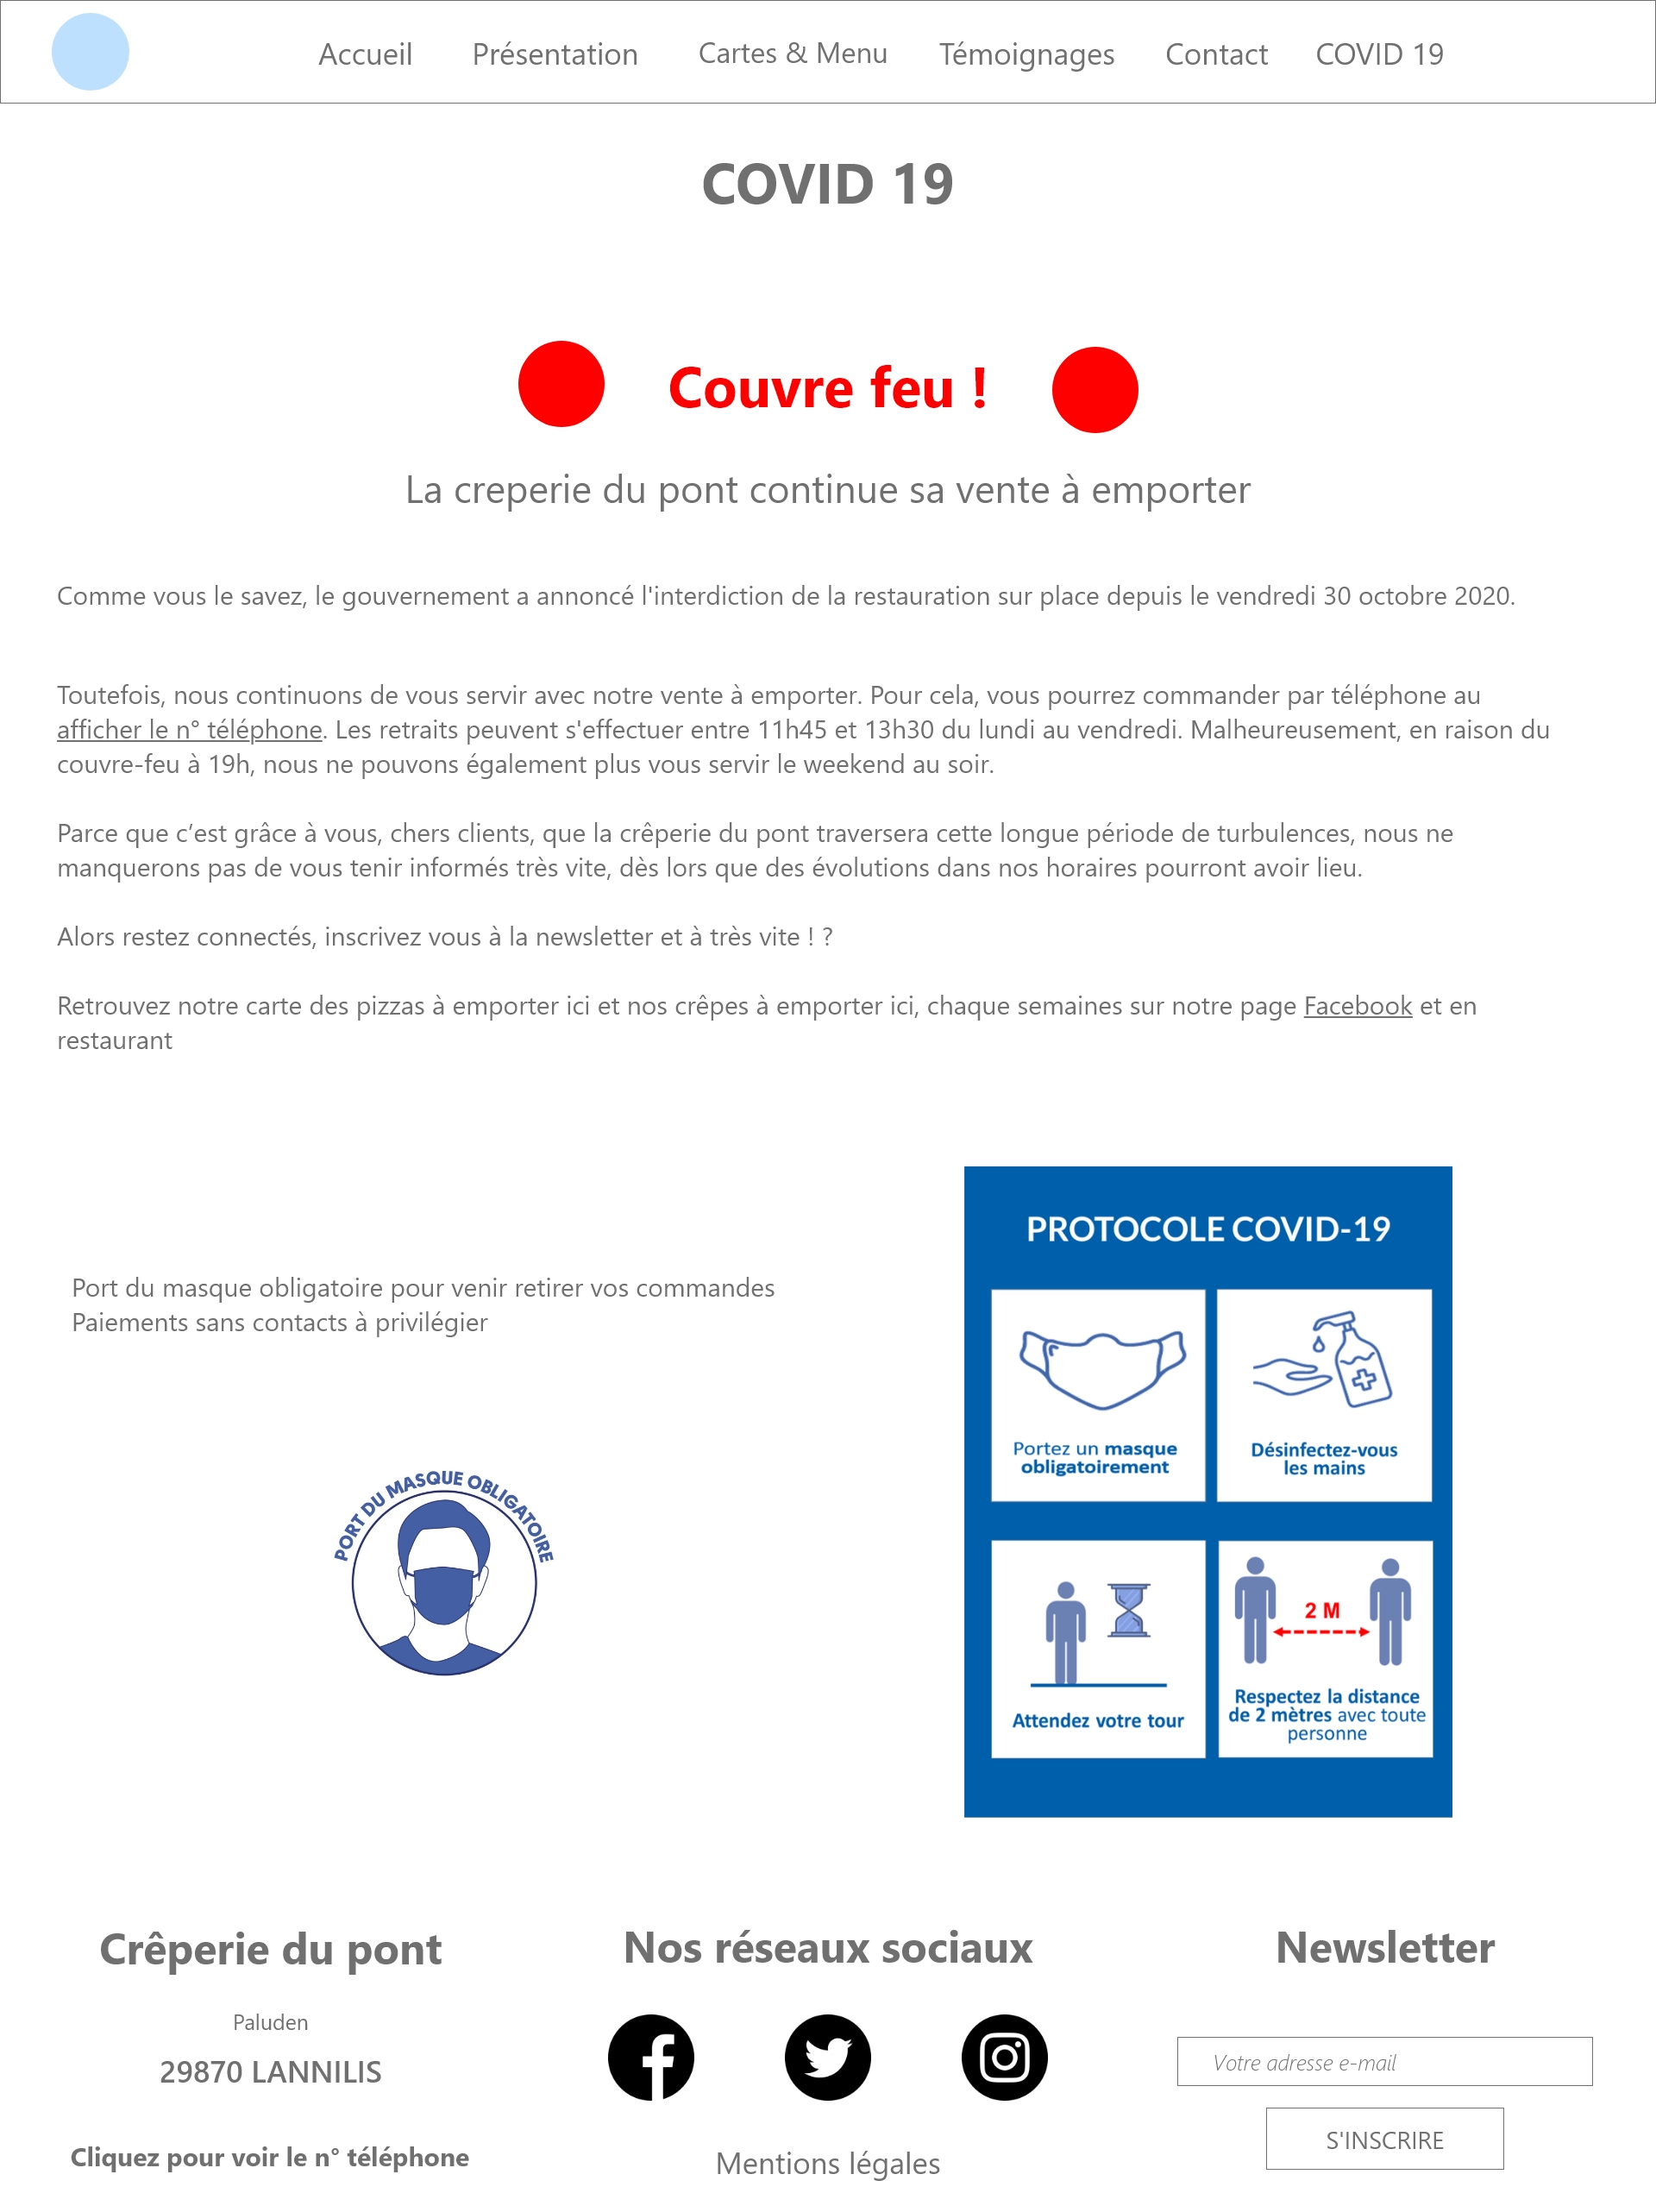 Accueil
Présentation
Cartes & Menu
Témoignages
Contact
COVID 19
COVID 19
Couvre feu !
La creperie du pont continue sa vente à emporter
Comme vous le savez, le gouvernement a annoncé l'interdiction de la restauration sur place depuis le vendredi 30 octobre 2020.
Toutefois, nous continuons de vous servir avec notre vente à emporter. Pour cela, vous pourrez commander par téléphone au
afficher le n° téléphone. Les retraits peuvent s'effectuer entre 11h45 et 13h30 du lundi au vendredi. Malheureusement, en raison du
couvre-feu à 19h, nous ne pouvons également plus vous servir le weekend au soir.
Parce que c’est grâce à vous, chers clients, que la crêperie du pont traversera cette longue période de turbulences, nous ne
manquerons pas de vous tenir informés très vite, dès lors que des évolutions dans nos horaires pourront avoir lieu.
Alors restez connectés, inscrivez vous à la newsletter et à très vite ! ?
Retrouvez notre carte des pizzas à emporter ici et nos crêpes à emporter ici, chaque semaines sur notre page Facebook et en
restaurant
Port du masque obligatoire pour venir retirer vos commandes
Paiements sans contacts à privilégier
PORT DU MASQUE OBLIGATOIRE
PROTOCOLE COVID-19
Portez un masque
obligatoirement
Désinfectez-vous
les mains
Attendez votre tour
2 M
Respectez la distance
de 2 mètres avec toute
personne
Crêperie du pont
Paluden
29870 LANNILIS
Cliquez pour voir le n° téléphone
Nos réseaux sociaux
Mentions légales
Newsletter
Votre adresse e-mail
S'INSCRIRE